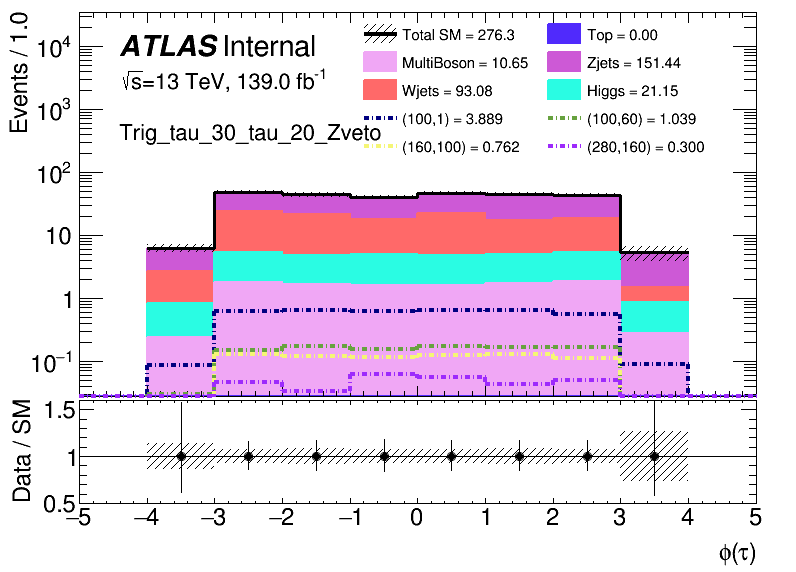 ATLAS Internal
√s=13 TeV, 139.0 fb⁻¹
Trig_tau_30_tau_20_Zveto
Total SM = 276.3
Top = 0.00
MultiBoson = 10.65
Zjets = 151.44
Wjets = 93.08
Higgs = 21.15
(100,1) = 3.889
(100,60) = 1.039
(160,100) = 0.762
(280,160) = 0.300
Events / 1.0
10⁴
10³
10²
10
1
10⁻¹
Data / SM
1.5
1
0.5
−5 −4 −3 −2 −1 0 1 2 3 4 5
ϕ(τ)